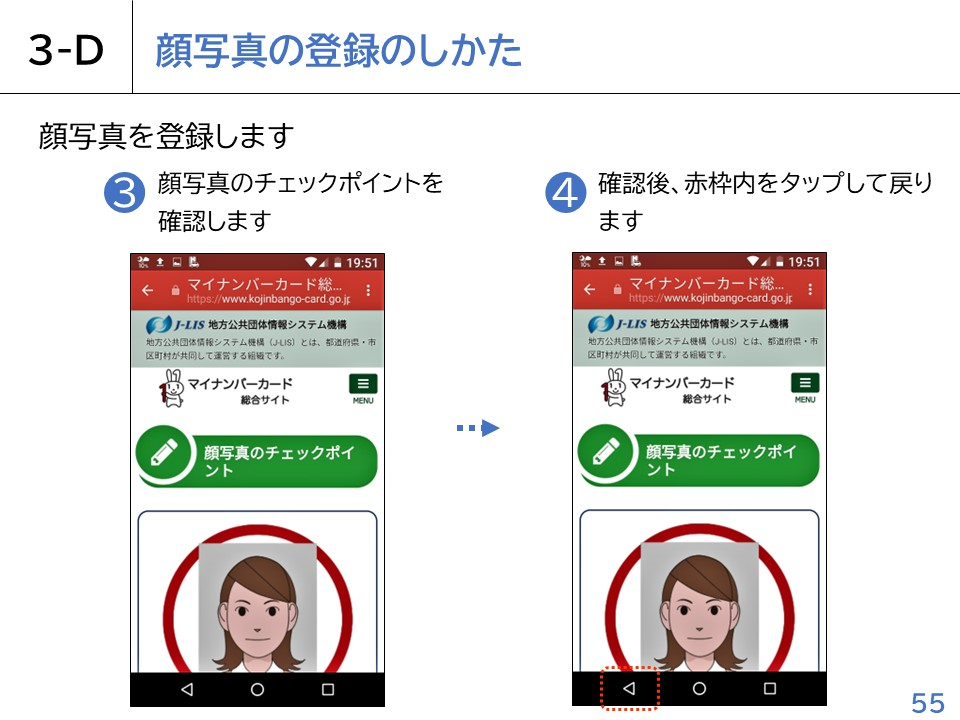 3-D
顔写真の登録のしかた
顔写真を登録します
3
顔写真のチェックポイントを
確認します
10%
19:51
マイナンバーカード総...
https://www.kojinbango-card.go.jp
J-LIS 地方公共団体情報システム機構
地方公共団体情報システム機構(J-LIS)とは、都道府県・市
区町村が共同して運営する組織です。
マイナンバーカード
総合サイト
MENU
顔写真のチェックポイ
ント
4
確認後、赤枠内をタップして戻り
ます
10%
19:51
マイナンバーカード総...
https://www.kojinbango-card.go.jp
J-LIS 地方公共団体情報システム機構
地方公共団体情報システム機構(J-LIS)とは、都道府県・市
区町村が共同して運営する組織です。
マイナンバーカード
総合サイト
MENU
顔写真のチェックポイ
ント
55